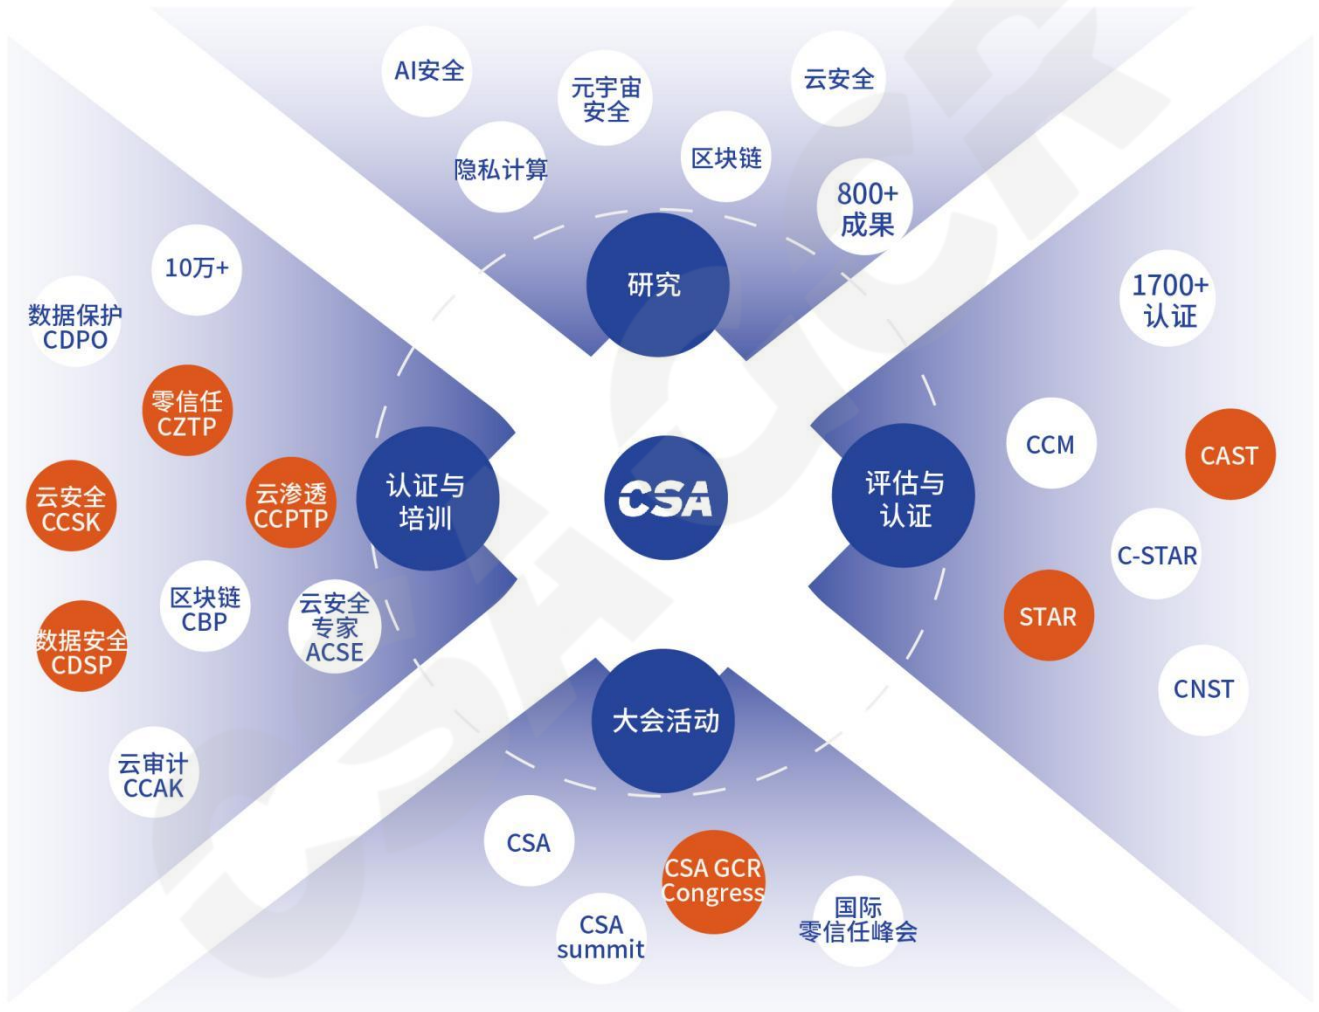 AI安全
元宇宙
安全
云安全
隐私计算
区块链
800+
成果
研究
10万+
数据保护
CDPO
零信任
CZTP
云安全
CCSK
云渗透
CCPTP
数据安全
CDSP
区块链
CBP
云安全
专家
ACSE
云审计
CCAK
认证与
培训
CSA
评估与
认证
1700+
认证
CCM
CAST
C-STAR
STAR
CNST
大会活动
CSA
CSA GCR
Congress
CSA
summit
国际
零信任峰会
CSA GCR